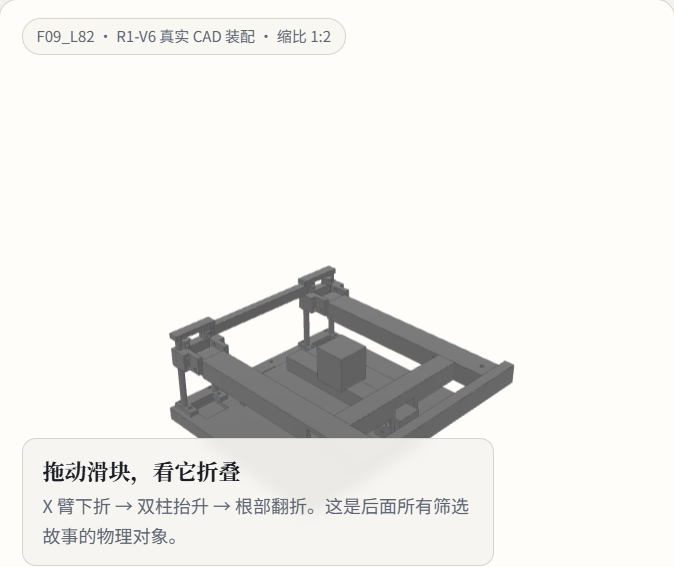 F09_L82 · R1-V6 真实 CAD 装配 · 缩比 1:2
拖动滑块，看它折叠
X 臂下折 → 双柱抬升 → 根部翻折。这是后面所有筛选
故事的物理对象。